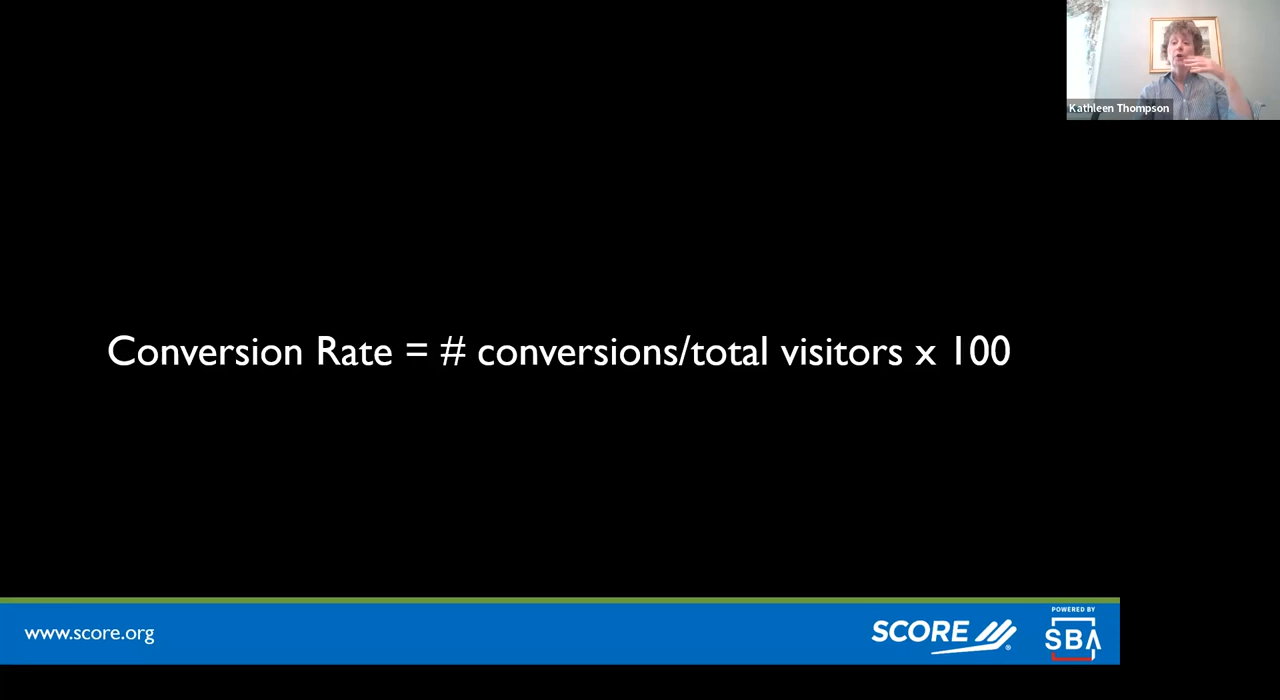 Kathleen Thompson
Conversion Rate = # conversions/total visitors x 100
www.score.org
SCORE
®
POWERED BY
SBA